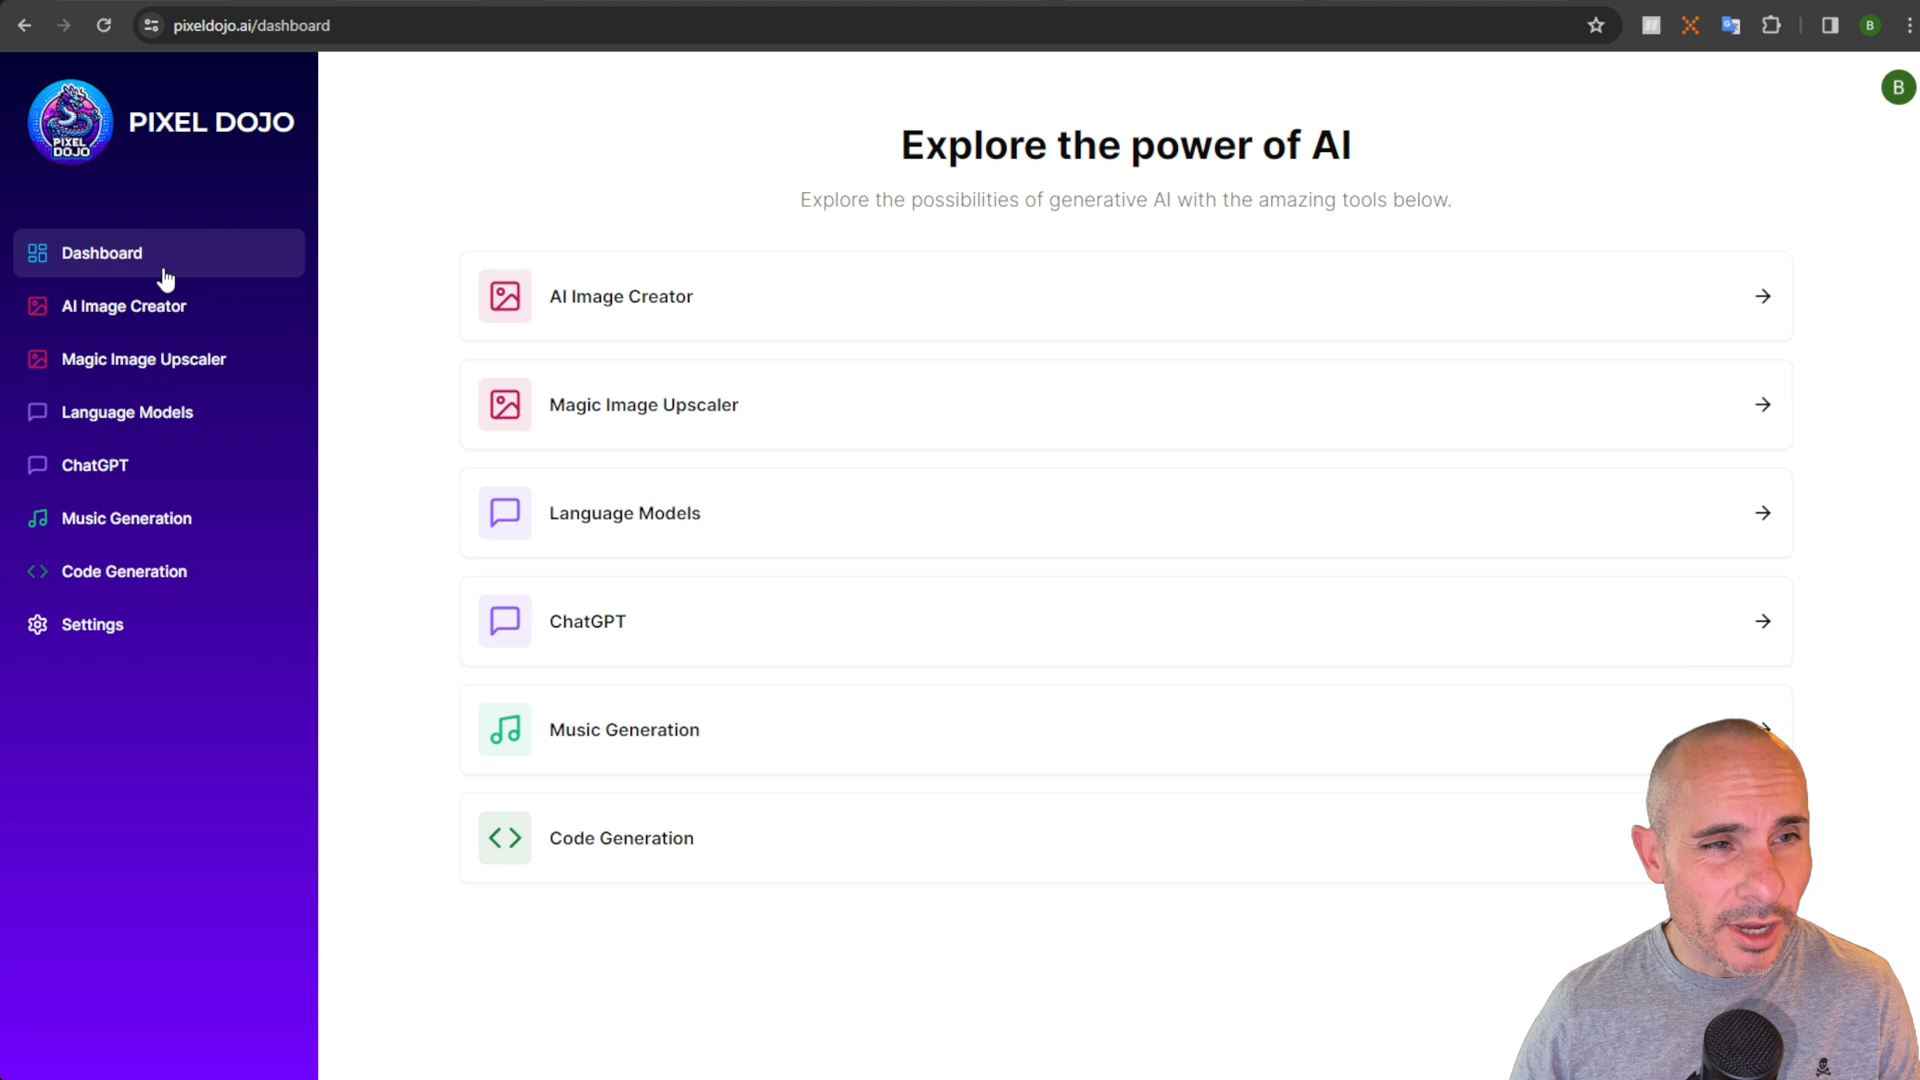 pixeldojo.ai/dashboard
B
PIXEL DOJO
PIXEL DOJO
B
Explore the power of AI
Explore the possibilities of generative AI with the amazing tools below.
Dashboard
AI Image Creator
Magic Image Upscaler
Language Models
ChatGPT
Music Generation
Code Generation
Settings
AI Image Creator
Magic Image Upscaler
Language Models
ChatGPT
Music Generation
Code Generation